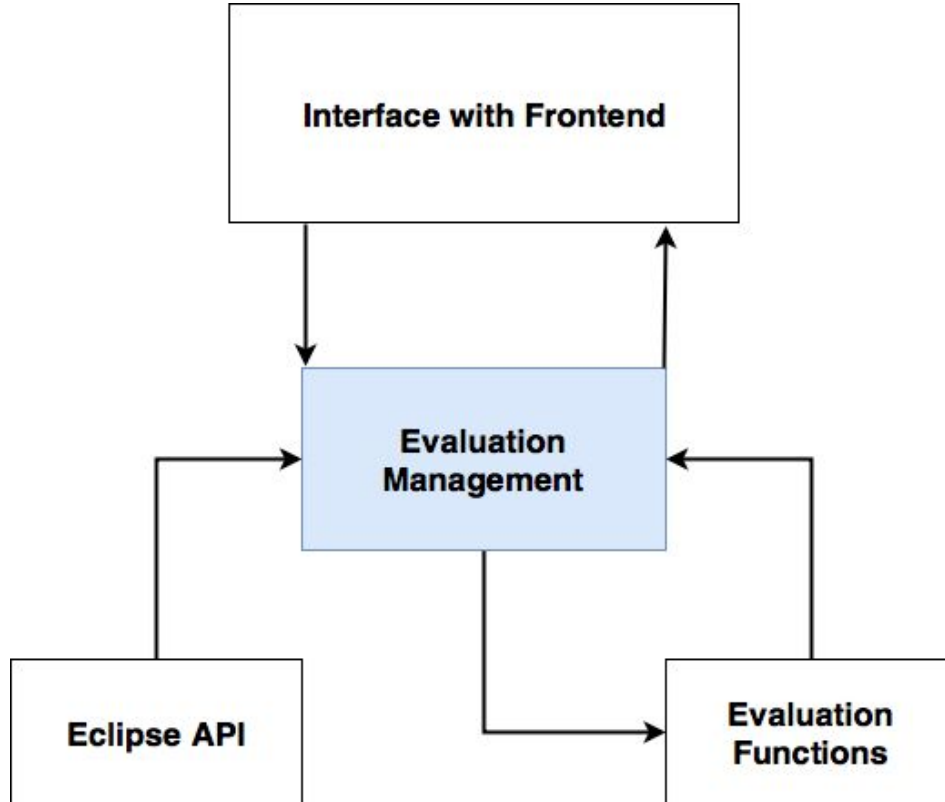 Interface with Frontend
Evaluation
Management
Eclipse API
Evaluation
Functions